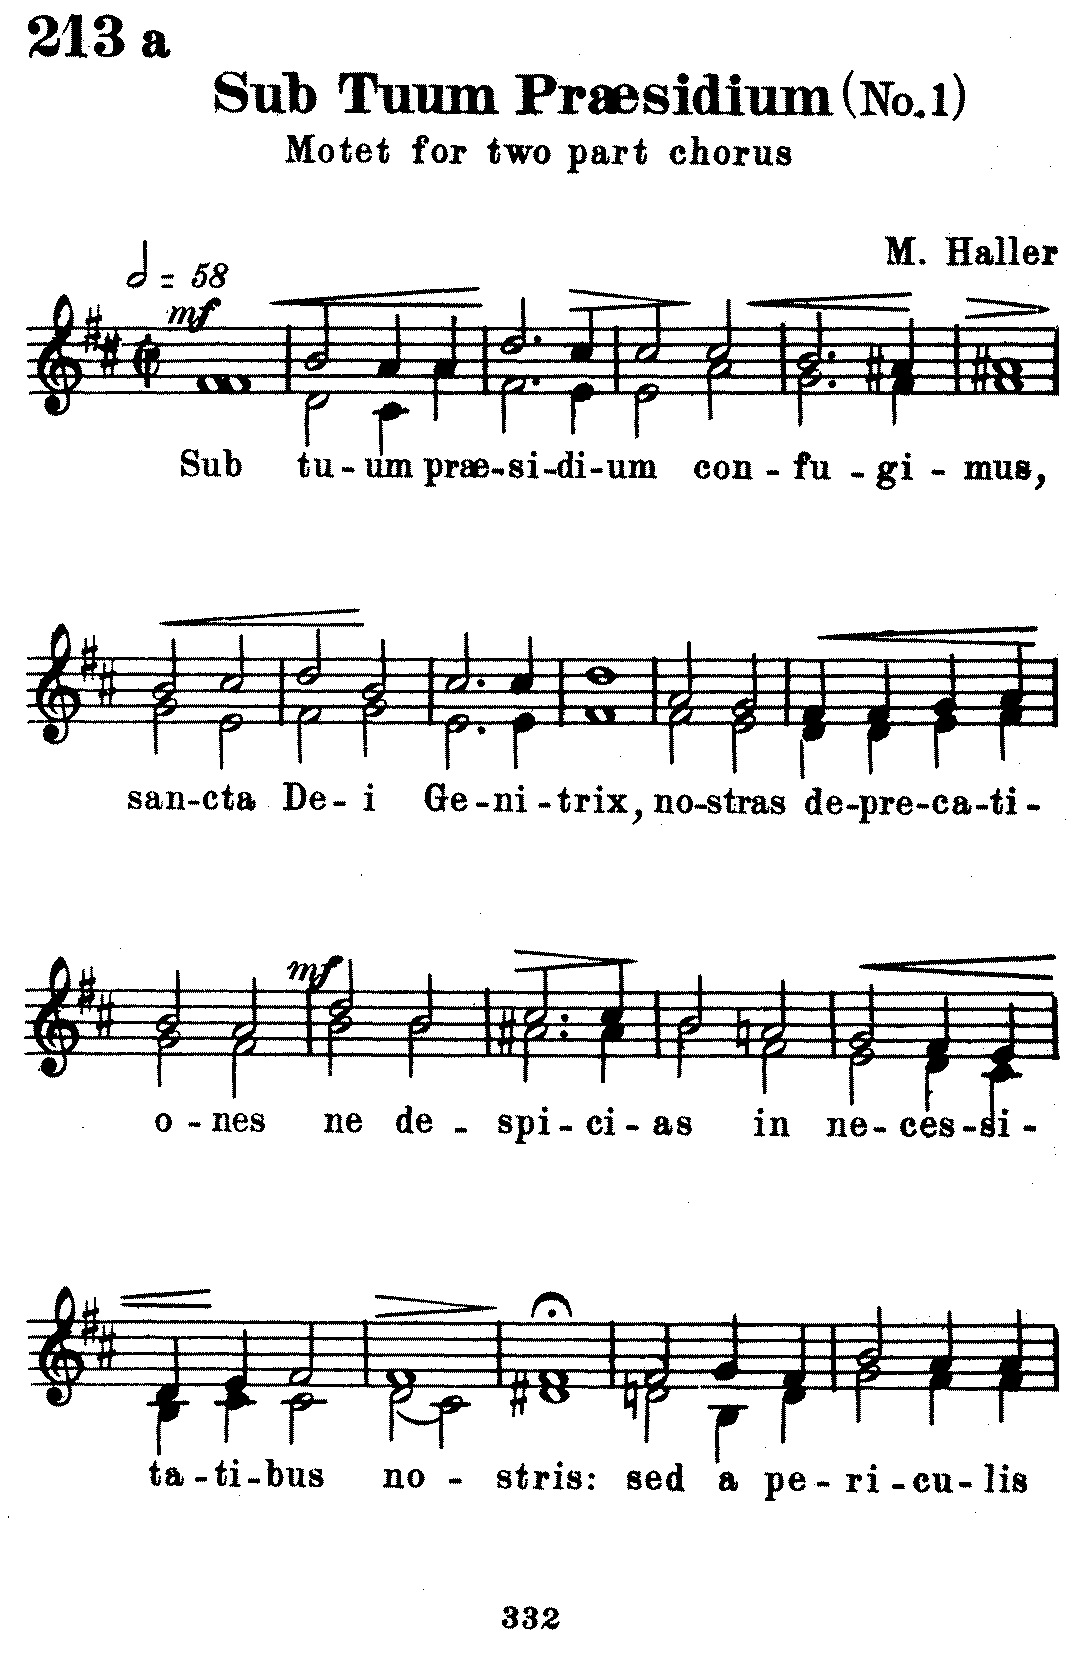 213 a
Sub Tuum Præsidium (No. 1)
Motet for two part chorus
M. Haller
= 58
mf
Sub tu - um præ - si - di - um con - fu - gi - mus,
san - cta De - i Ge - ni - trix, no - stras de - pre - ca - ti -
mf
o - nes ne de - spi - ci - as in ne - ces - si -
ta - ti - bus no - stris: sed a pe - ri - cu - lis
332